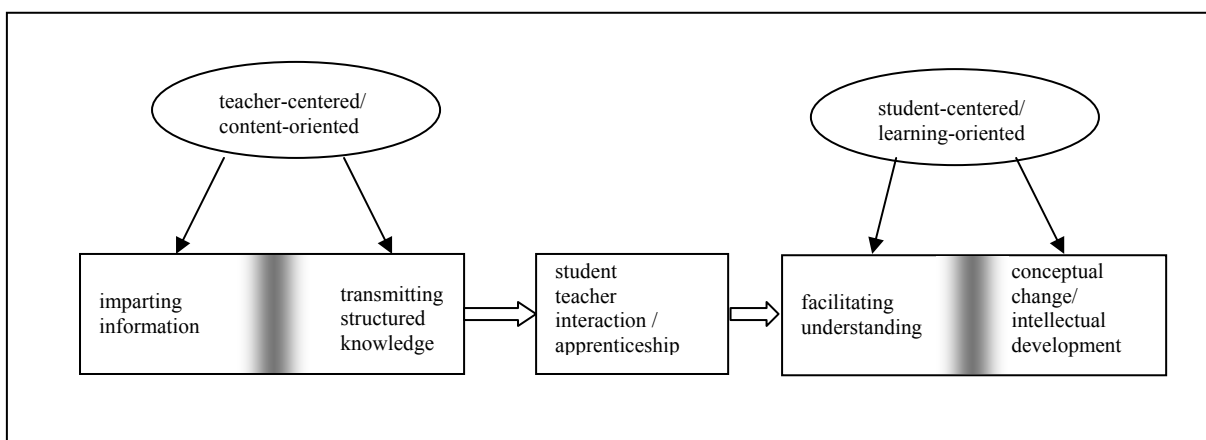 teacher-centered/
content-oriented
student-centered/
learning-oriented
imparting
information
transmitting
structured
knowledge
student
teacher
interaction /
apprenticeship
facilitating
understanding
conceptual
change/
intellectual
development